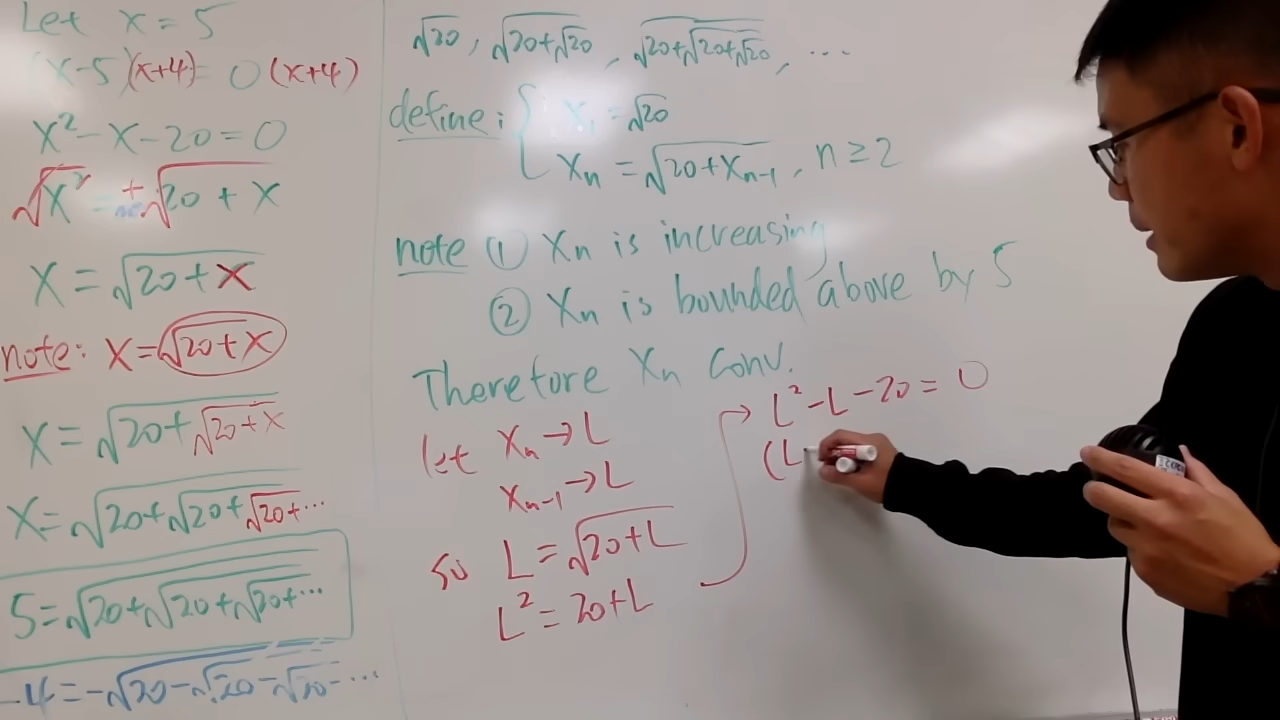 Let x = 5
(x-5)(x+4) = 0(x+4)
x² - x - 20 = 0
√x² = ±√(20 + x)
x = √(20 + x)
note: x = √(20 + x)
x = √(20+√(20+x))
x = √(20+√(20+√(20+···
5 = √(20+√(20+√(20+···
-4 = -√(20-√(20-√(20-···
√20, √(20+√20), √(20+√(20+√20)), ...
define: { x₁ = √20
xₙ = √(20+xₙ₋₁), n ≥ 2
note ① xₙ is increasing
② xₙ is bounded above by 5
Therefore xₙ conv.
let xₙ → L
xₙ₋₁ → L
so L = √(20+L)
L² = 20+L
→ L² - L - 20 = 0
(L